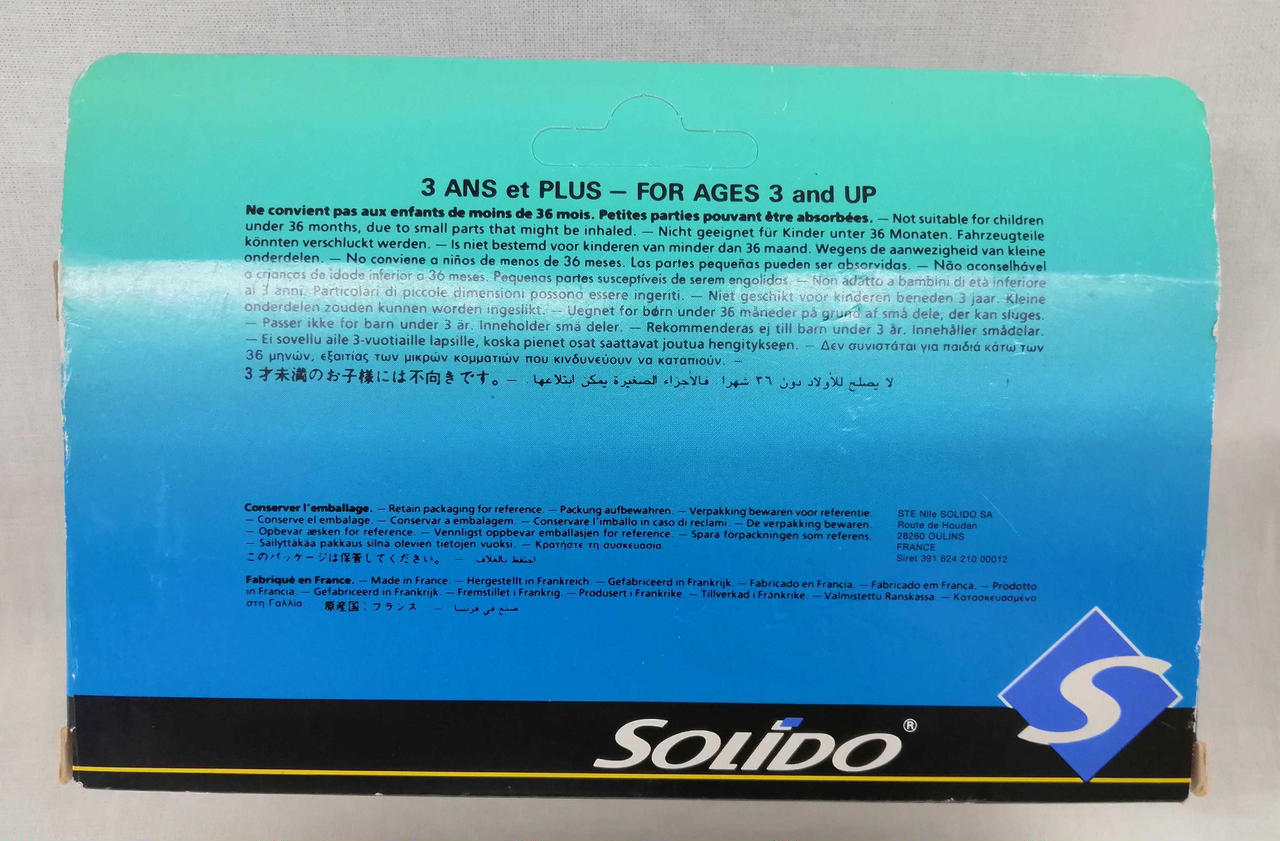 3 ANS et PLUS – FOR AGES 3 and UP
Ne convient pas aux enfants de moins de 36 mois. Petites parties pouvant être absorbées. – Not suitable for children
under 36 months, due to small parts that might be inhaled. – Nicht geeignet für Kinder unter 36 Monaten. Fahrzeugteile
könnten verschluckt werden. – Is niet bestemd voor kinderen van minder dan 36 maand. Wegens de aanwezigheid van kleine
onderdelen. – No conviene a niños de menos de 36 meses. Las partes pequeñas pueden ser absorvidas. – Não aconselhável
a crianças de idade inferior a 36 meses. Pequenas partes susceptíveis de serem engolidas. – Non adatto a bambini di età inferiore
ai 3 anni. Particolari di piccole dimensioni possono essere ingeriti. – Niet geschikt voor kinderen beneden 3 jaar. Kleine
onderdelen zouden kunnen worden ingeslikt. – Uegnet for børn under 36 måneder på grund af små dele, der kan sluges.
– Passer ikke for barn under 3 är. Inneholder smä deler. – Rekommenderas ej till barn under 3 år. Innehåller smådelar.
– Ei sovellu alle 3-vuotiaille lapsille, koska pienet osat saattavat joutua hengitykseen. – Δεν συνιστάται για παιδιά κάτω των
36 μηνών, εξαιτίας των μικρών κομματιών που κινδυνεύουν να καταπιούν. –
3才未満のお子様には不向きです。 – لا يصلح للأولاد دون ٣٦ شهرا. فالأجزاء الصغيرة يمكن ابتلاعها.
Conserver l'emballage. – Retain packaging for reference. – Packung aufbewahren. – Verpakking bewaren voor referentie.
– Conserve el embalage. – Conservar a embalagem. – Conservare l'imballo in caso di reclami. – De verpakking bewaren.
– Opbevar æsken for reference. – Vennligst oppbevar emballasjen for reference. – Spara forpackningen som referens.
– Säilyttäkää pakkaus silnä olevien tietojen vuoksi. – Κρατήστε τη συσκευασία.
このパッケージは保管してください。 – احتفظ بالغلاف
STE Nlle SOLIDO SA
Route de Houdan
28260 OULINS
FRANCE
Siret 391 624 210 00012
Fabriqué en France. – Made in France. – Hergestellt in Frankreich. – Gefabriceerd in Frankrijk. – Fabricado en Francia. – Fabricado em França. – Prodotto
in Francia. – Gefabriceerd in Frankrijk. – Fremstillet i Frankrig. – Produsert i Frankrike. – Tillverkad i Frankrike. – Valmistettu Ranskassa. – Κατασκευασμένο
στη Γαλλία 原産国：フランス – صنع في فرنسا
S
SOLIDO®